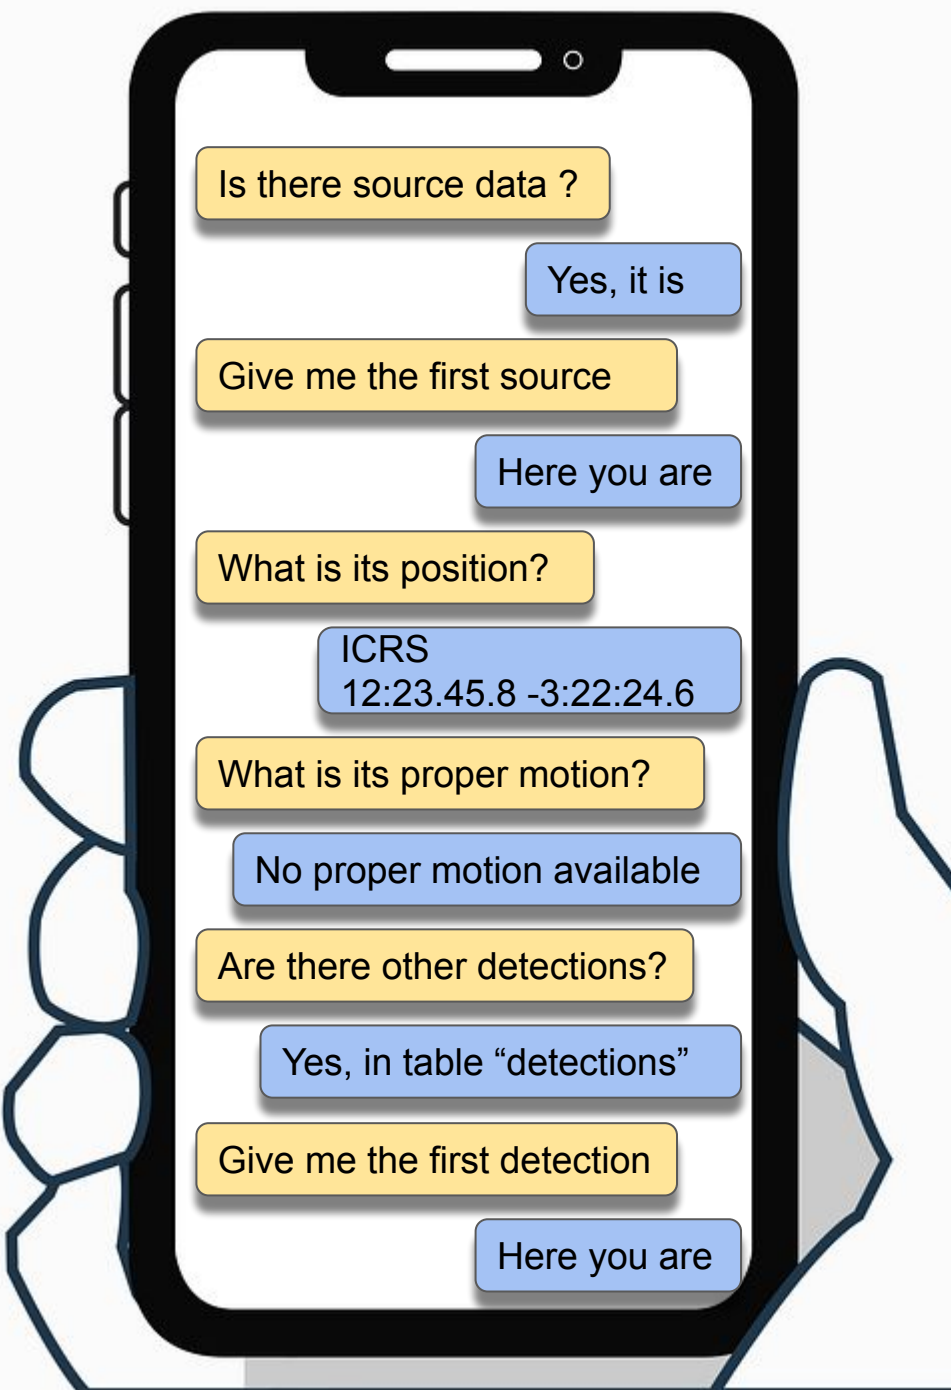 Is there source data ?
Yes, it is
Give me the first source
Here you are
What is its position?
ICRS
12:23.45.8 -3:22:24.6
What is its proper motion?
No proper motion available
Are there other detections?
Yes, in table “detections”
Give me the first detection
Here you are